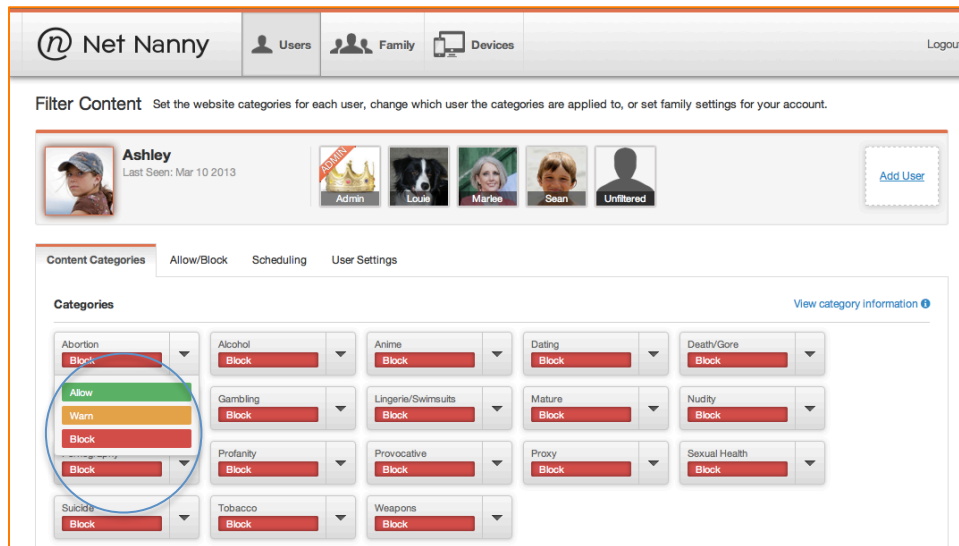 Net Nanny
Users
Family
Devices
Logout
Filter Content Set the website categories for each user, change which user the categories are applied to, or set family settings for your account.
Ashley
Last Seen: Mar 10 2013
ADMIN
Admin
Louie
Marlee
Sean
Unfiltered
Add User
Content Categories
Allow/Block
Scheduling
User Settings
Categories
View category information
Abortion
Block
Alcohol
Block
Anime
Block
Dating
Block
Death/Gore
Block
Allow
Warn
Block
Gambling
Block
Lingerie/Swimsuits
Block
Mature
Block
Nudity
Block
Pornography
Block
Profanity
Block
Provocative
Block
Proxy
Block
Sexual Health
Block
Suicide
Block
Tobacco
Block
Weapons
Block